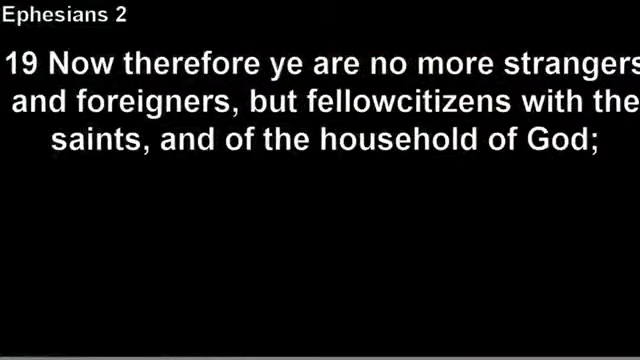 Ephesians 2
19 Now therefore ye are no more strangers
and foreigners, but fellowcitizens with the
saints, and of the household of God;